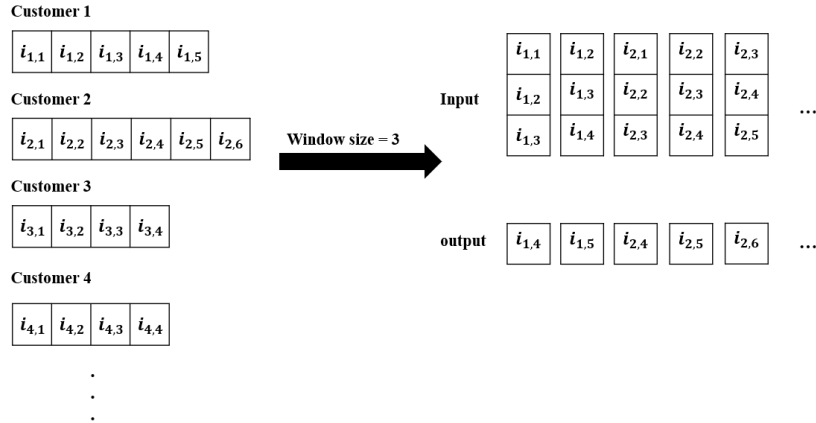 Customer 1
i1,1 i1,2 i1,3 i1,4 i1,5
Customer 2
i2,1 i2,2 i2,3 i2,4 i2,5 i2,6
Customer 3
i3,1 i3,2 i3,3 i3,4
Customer 4
i4,1 i4,2 i4,3 i4,4
.
.
.
Window size = 3
i1,1 i1,2 i2,1 i2,2 i2,3
Input i1,2 i1,3 i2,2 i2,3 i2,4 ...
i1,3 i1,4 i2,3 i2,4 i2,5
output i1,4 i1,5 i2,4 i2,5 i2,6 ...